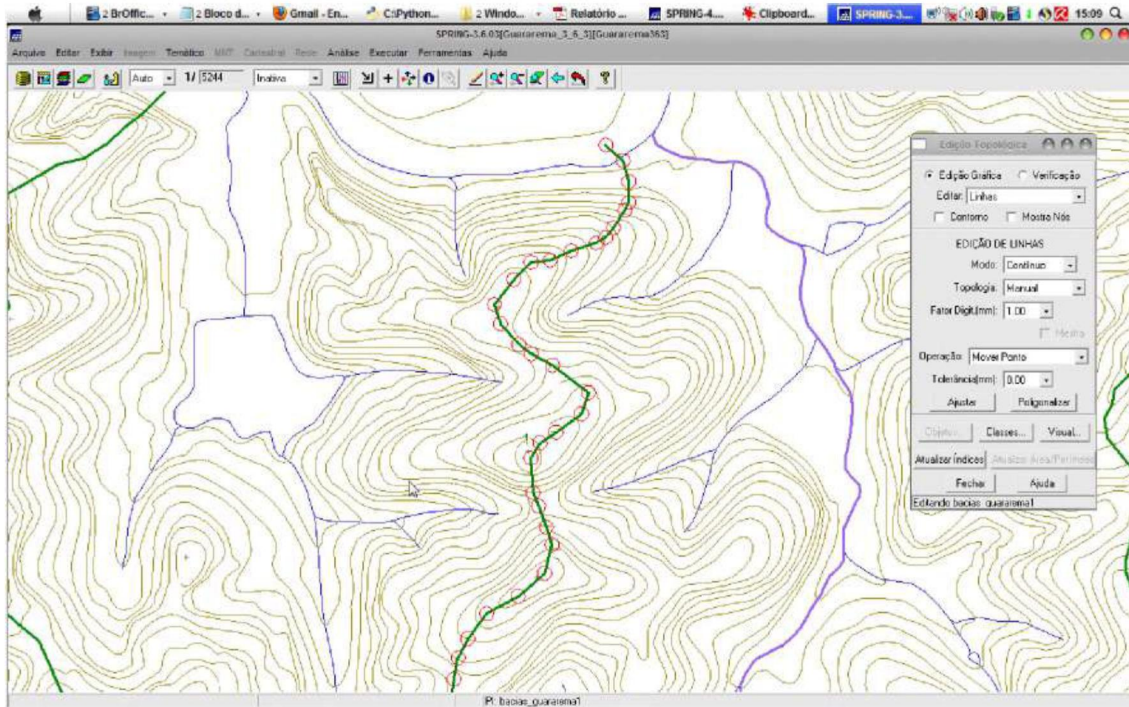 2 BrOffic...
2 Bloco d...
Gmail - En...
C:\Python...
2 Windo...
Relatório ...
SPRING-4....
Clipboard...
SPRING-3....
15:09
SPRING-3.6.03[Guararema_3_6_3][Guararema363]
Arquivo Editar Exibir Imagem Temático MNT Cadastral Rede Análise Executar Ferramentas Ajuda
Auto 1/ 5244 Inativa
Edição Topológica
Edição Gráfica Verificação
Editar: Linhas
Contorno Mostra Nós
EDIÇÃO DE LINHAS
Modo: Contínuo
Topologia: Manual
Fator Digit.(mm): 1.00
Operação: Mover Ponto
Tolerância(mm): 0.00
Ajustar Poligonalizar
Objetos... Classes... Visual...
Atualizar Índices Atualizar Área/Perímetro
Fechar Ajuda
Editando bacias_guararema1
1
PI: bacias_guararema1